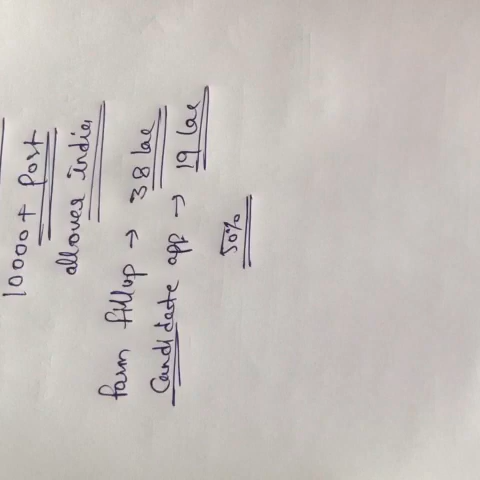 10000+ Post
allover india
form fillup → 38 lac
Candidate app → 19 lac
50%